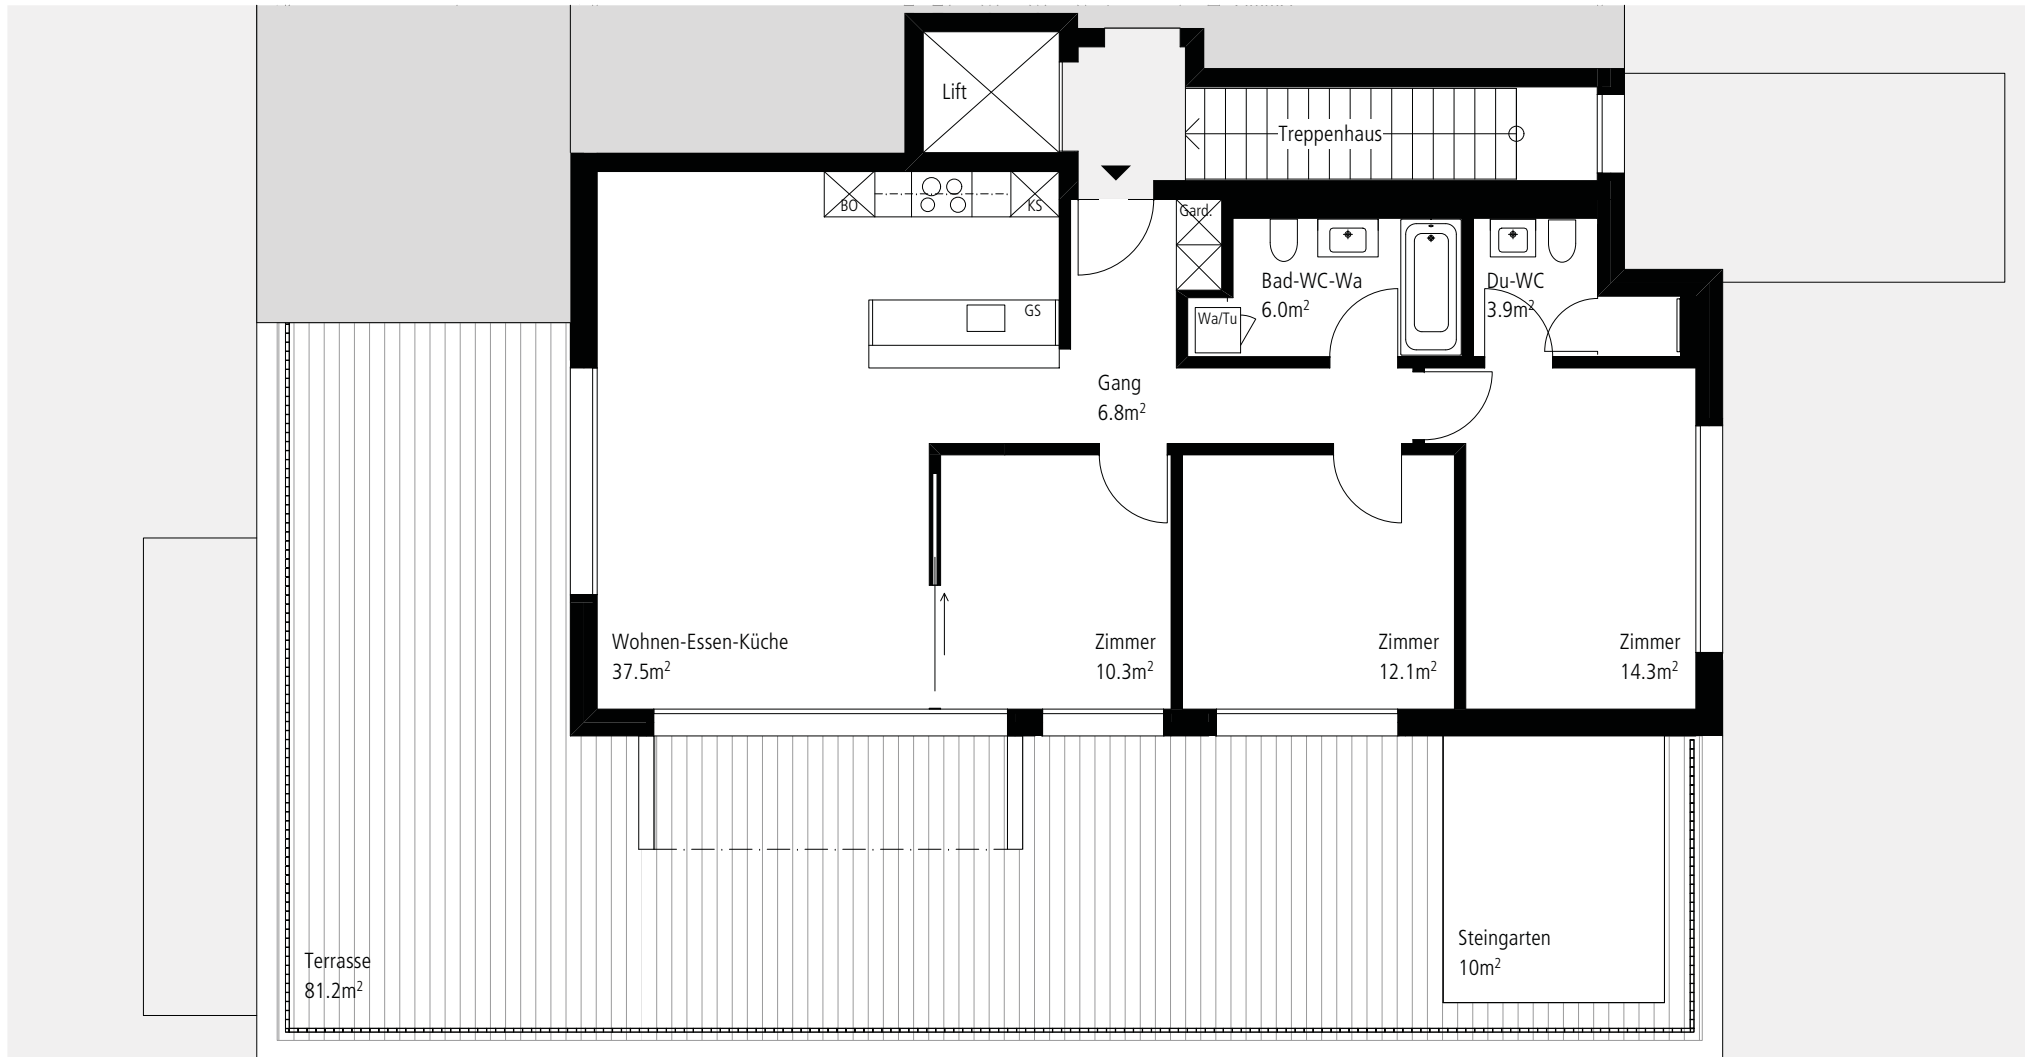 Lift
Treppenhaus
BO
KS
Gard.
Bad-WC-Wa
6.0m²
Du-WC
3.9m²
GS
Wa/Tu
Gang
6.8m²
Wohnen-Essen-Küche
37.5m²
Zimmer
10.3m²
Zimmer
12.1m²
Zimmer
14.3m²
Steingarten
10m²
Terrasse
81.2m²